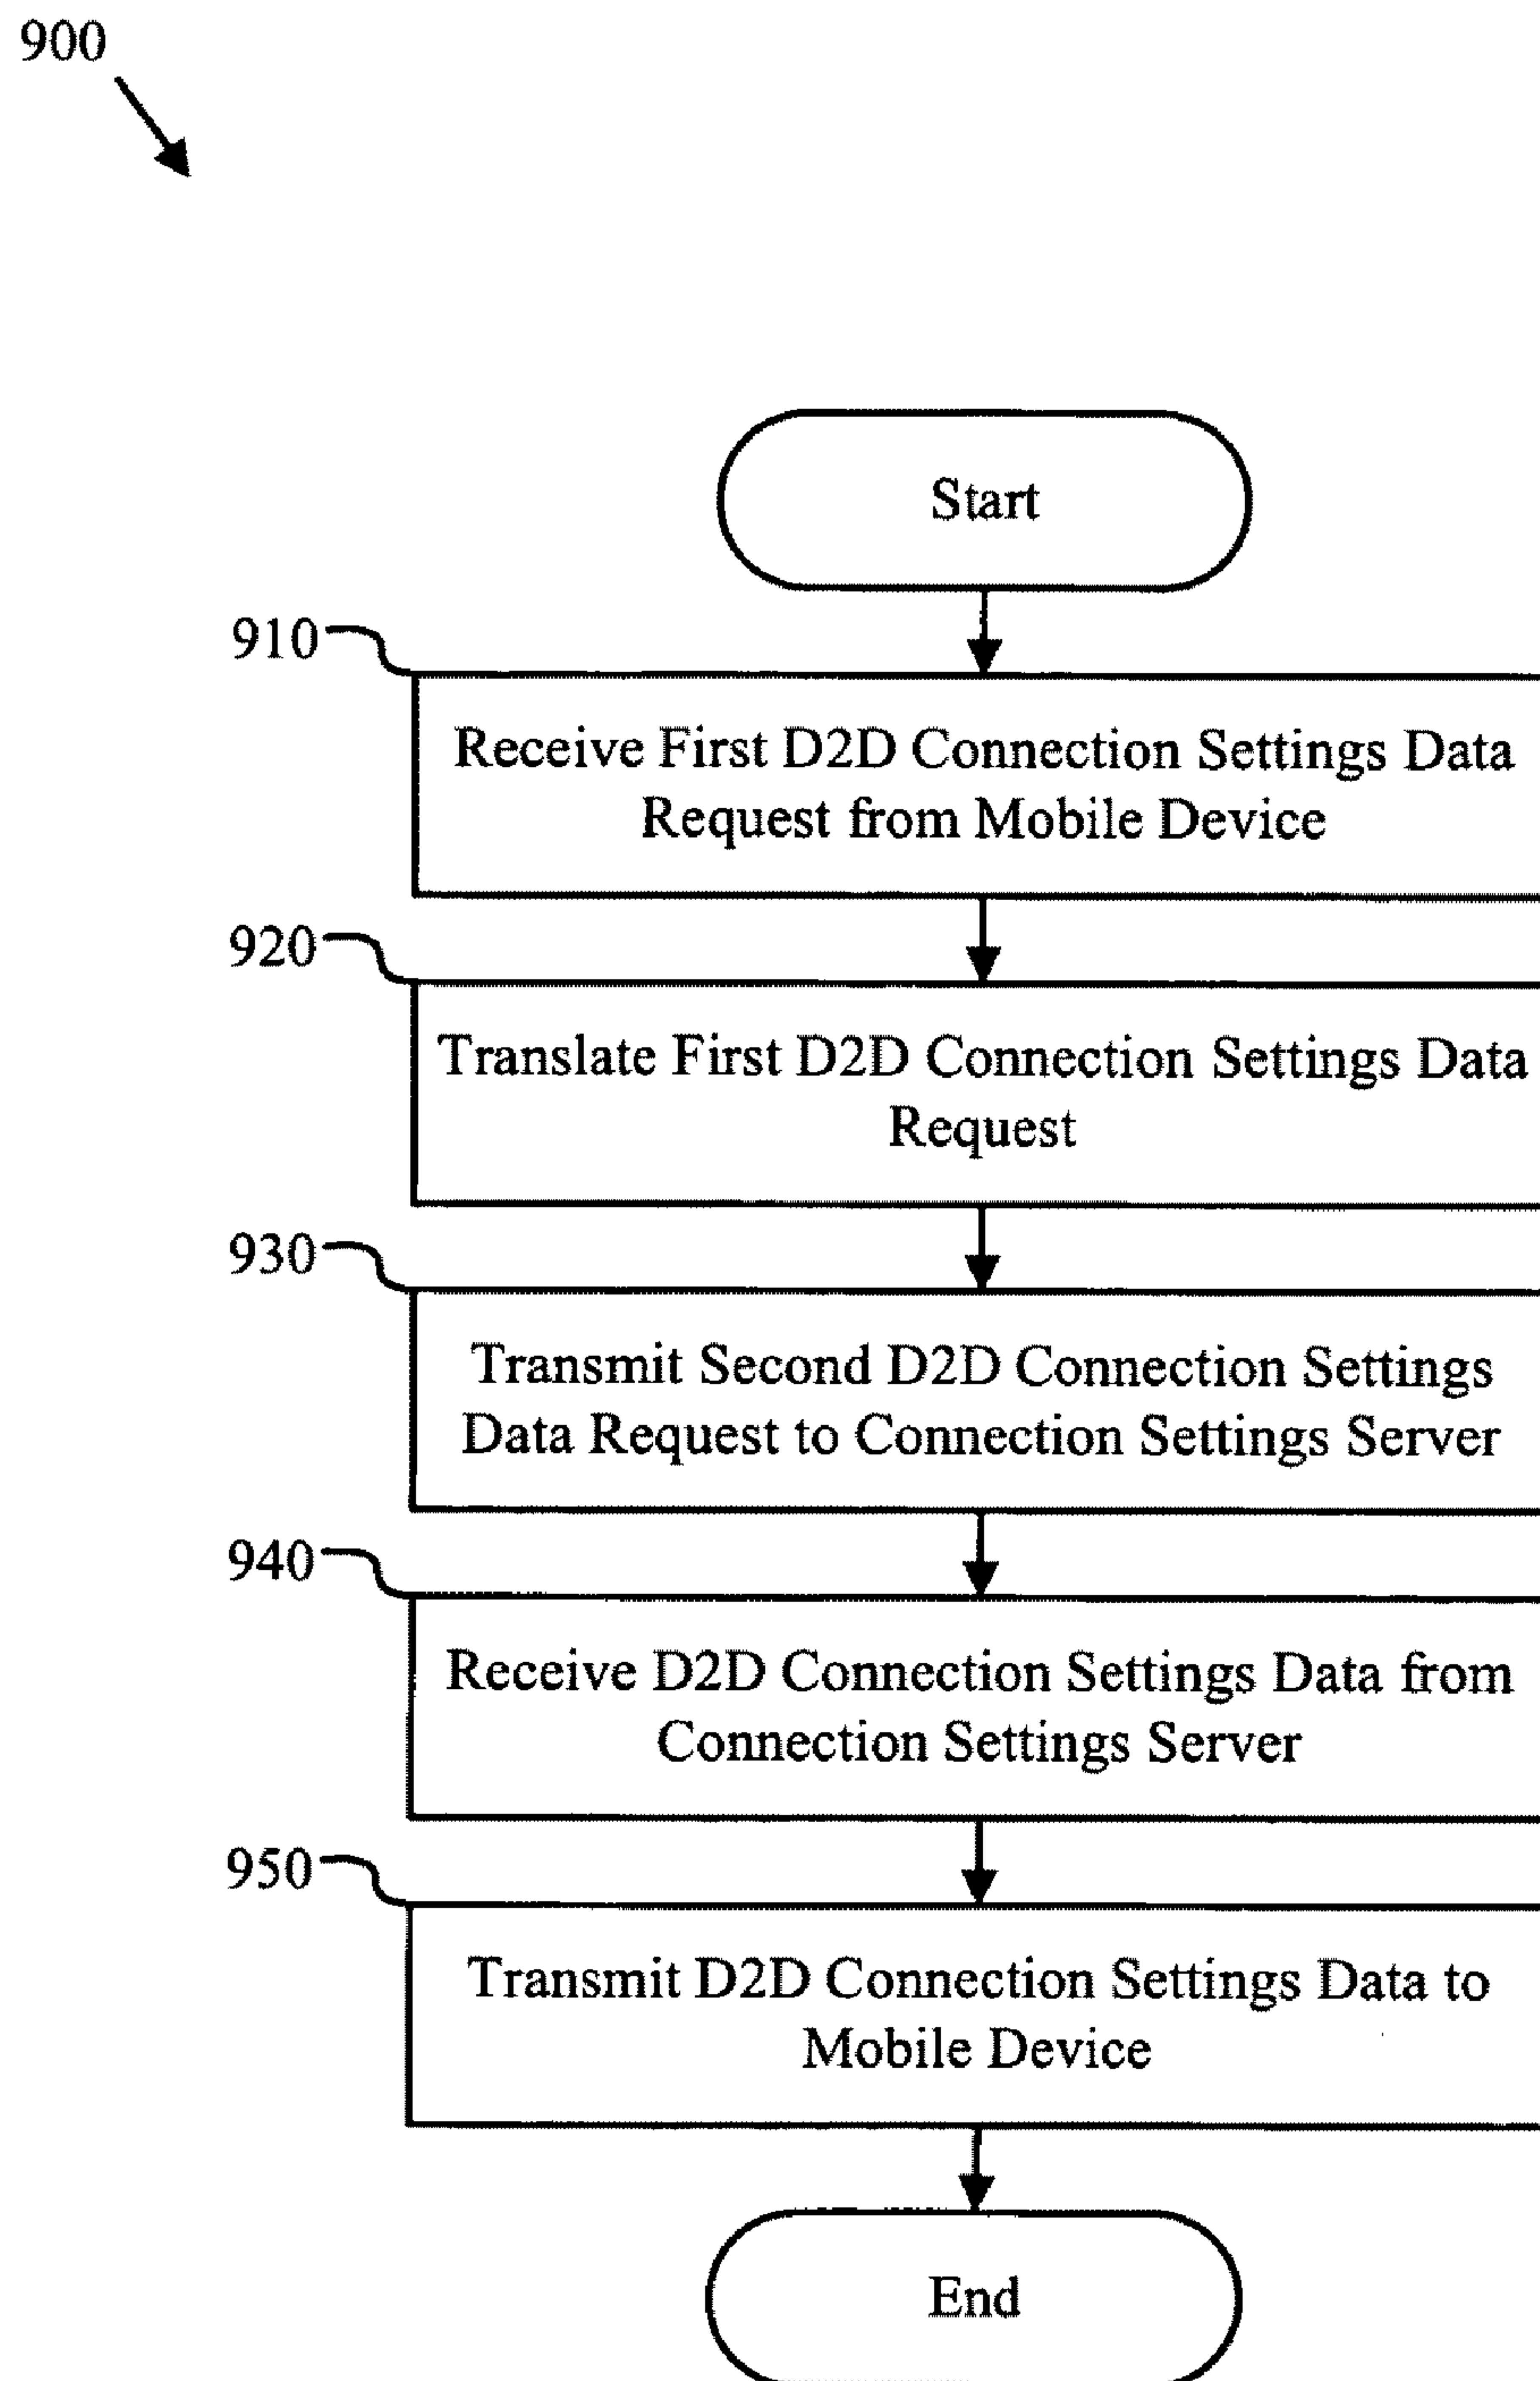 900
Start
910
Receive First D2D Connection Settings Data
Request from Mobile Device
920
Translate First D2D Connection Settings Data
Request
930
Transmit Second D2D Connection Settings
Data Request to Connection Settings Server
940
Receive D2D Connection Settings Data from
Connection Settings Server
950
Transmit D2D Connection Settings Data to
Mobile Device
End